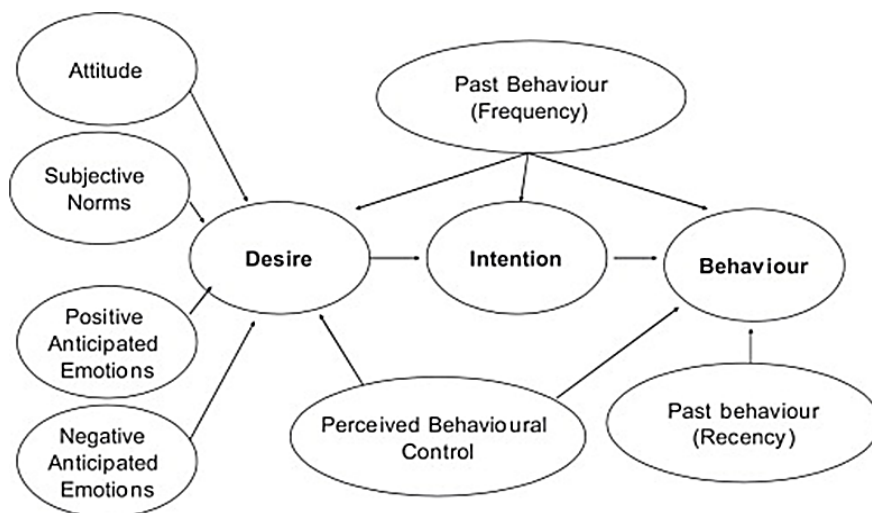 Attitude
Past Behaviour
(Frequency)
Subjective
Norms
Desire
Intention
Behaviour
Positive
Anticipated
Emotions
Negative
Anticipated
Emotions
Perceived Behavioural
Control
Past behaviour
(Recency)